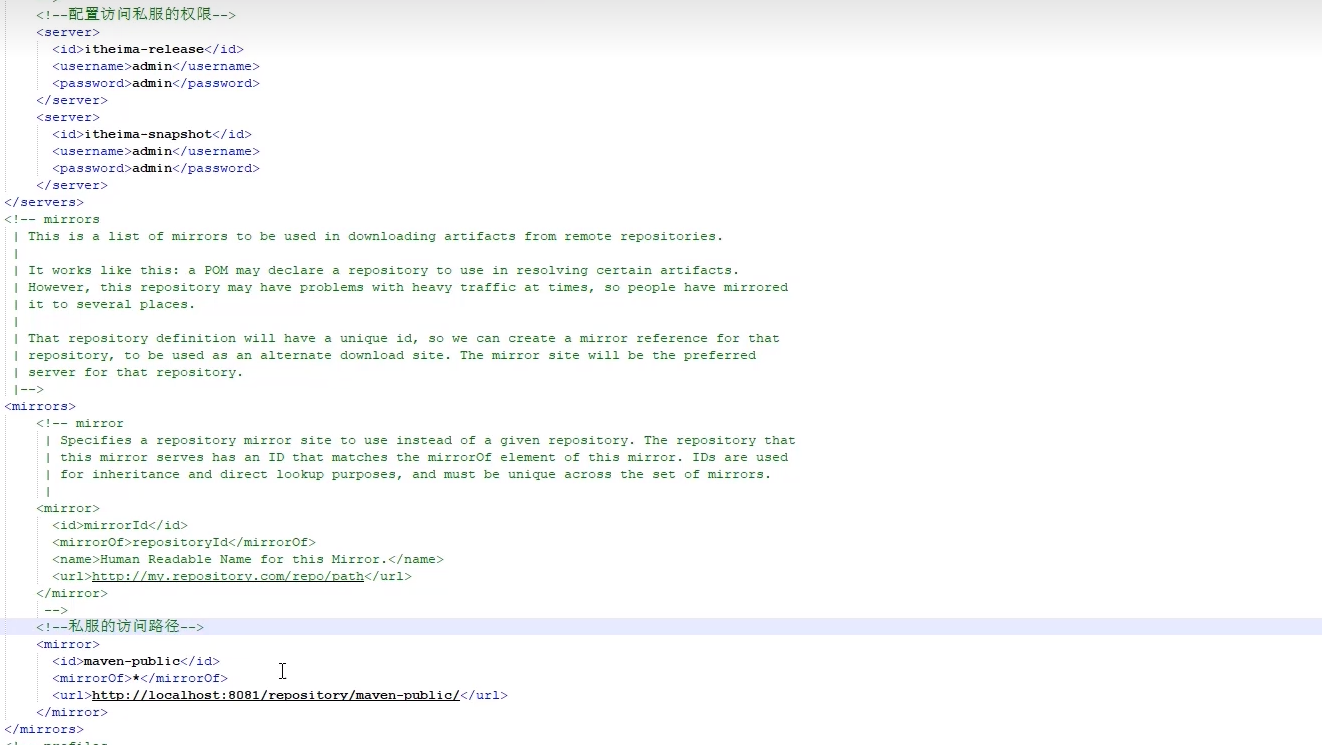 <!--配置访问私服的权限-->
<server>
<id>itheima-release</id>
<username>admin</username>
<password>admin</password>
</server>
<server>
<id>itheima-snapshot</id>
<username>admin</username>
<password>admin</password>
</server>
</servers>
<!-- mirrors
| This is a list of mirrors to be used in downloading artifacts from remote repositories.
|
| It works like this: a POM may declare a repository to use in resolving certain artifacts.
| However, this repository may have problems with heavy traffic at times, so people have mirrored
| it to several places.
|
| That repository definition will have a unique id, so we can create a mirror reference for that
| repository, to be used as an alternate download site. The mirror site will be the preferred
| server for that repository.
|-->
<mirrors>
<!-- mirror
| Specifies a repository mirror site to use instead of a given repository. The repository that
| this mirror serves has an ID that matches the mirrorOf element of this mirror. IDs are used
| for inheritance and direct lookup purposes, and must be unique across the set of mirrors.
|
<mirror>
<id>mirrorId</id>
<mirrorOf>repositoryId</mirrorOf>
<name>Human Readable Name for this Mirror.</name>
<url>http://my.repository.com/repo/path</url>
</mirror>
-->
<!--私服的访问路径-->
<mirror>
<id>maven-public</id>
<mirrorOf>*</mirrorOf>
<url>http://localhost:8081/repository/maven-public/</url>
</mirror>
</mirrors>
<!-- profiles